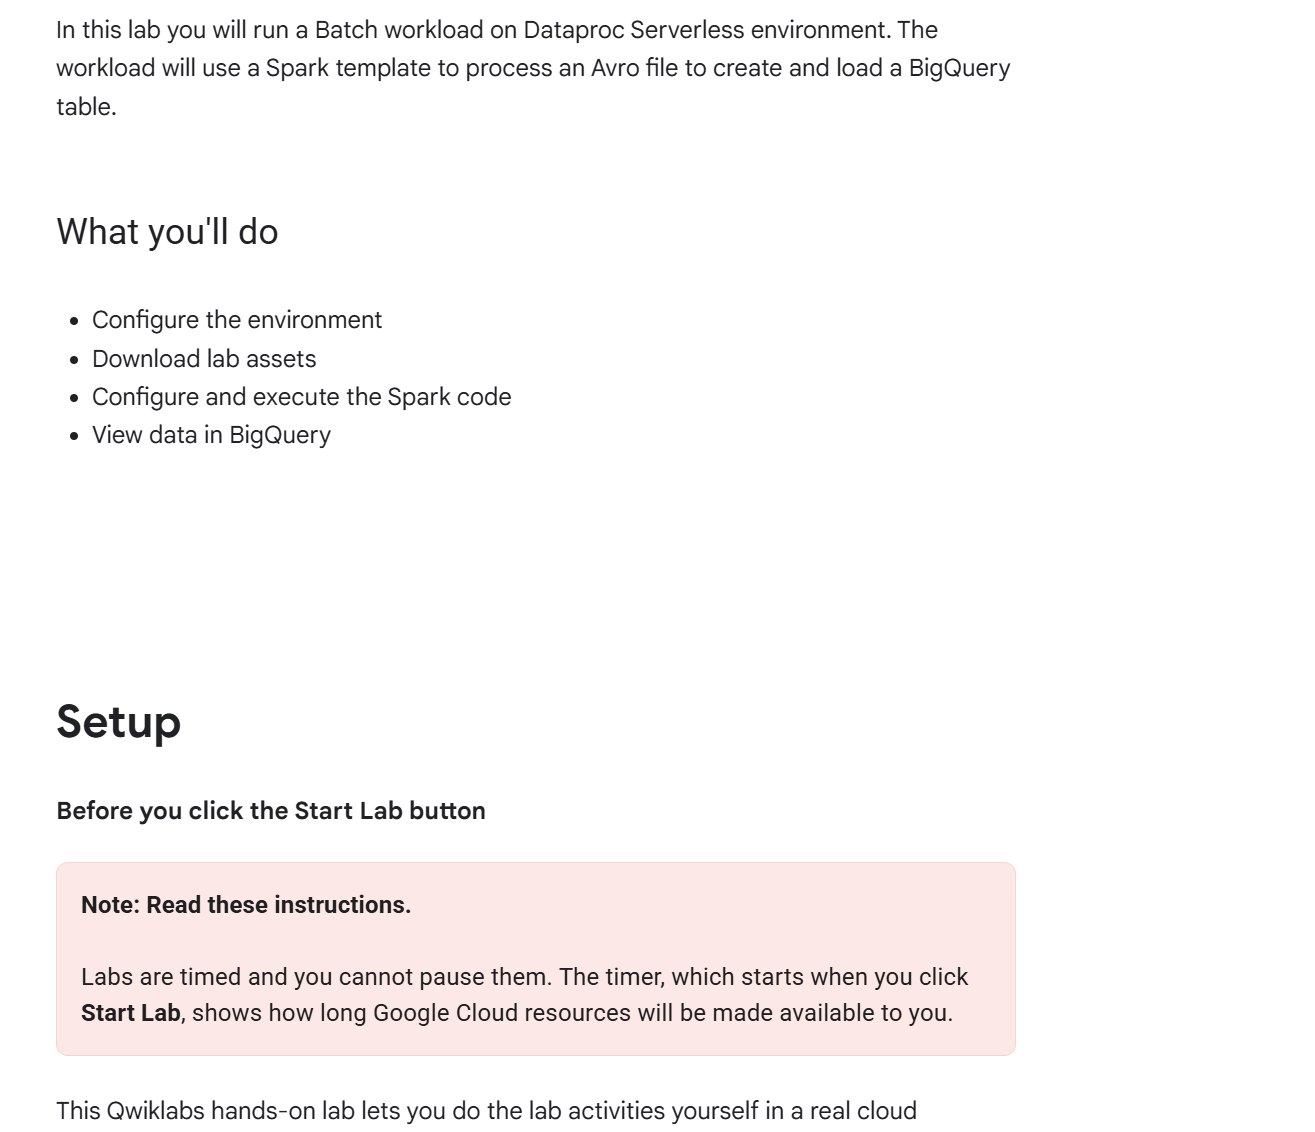 In this lab you will run a Batch workload on Dataproc Serverless environment. The
workload will use a Spark template to process an Avro file to create and load a BigQuery
table.
What you'll do
• Configure the environment
• Download lab assets
• Configure and execute the Spark code
• View data in BigQuery
Setup
Before you click the Start Lab button
Note: Read these instructions.
Labs are timed and you cannot pause them. The timer, which starts when you click
Start Lab, shows how long Google Cloud resources will be made available to you.
This Qwiklabs hands-on lab lets you do the lab activities yourself in a real cloud